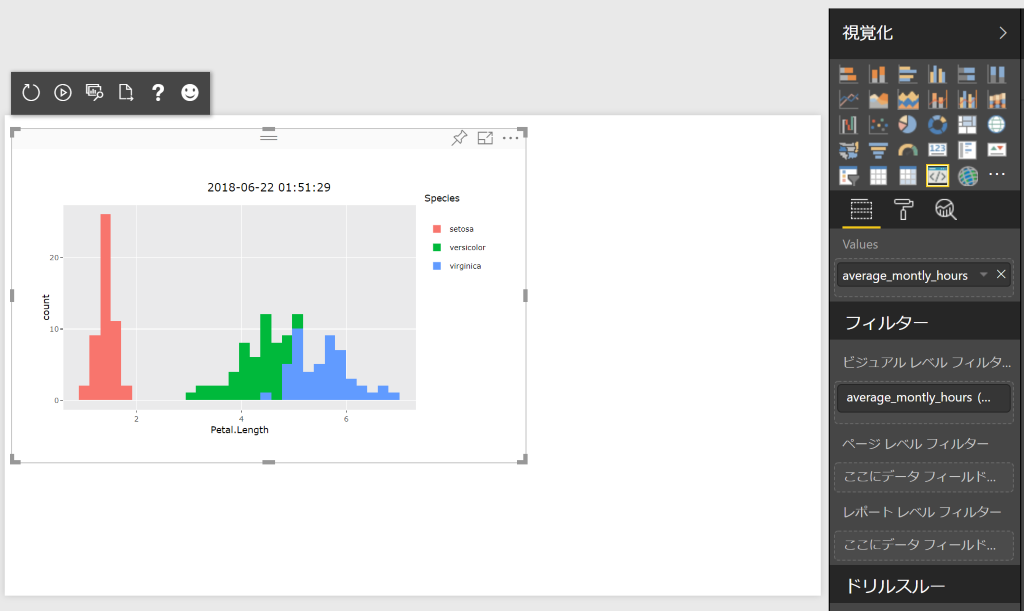 2018-06-22 01:51:29
Species
setosa
versicolor
virginica
count
20
10
0
2
4
6
Petal.Length
視覚化
123
Values
average_montly_hours
フィルター
ビジュアル レベル フィルタ...
average_montly_hours (...
ページ レベル フィルター
ここにデータ フィールド...
レポート レベル フィルター
ここにデータ フィールド...
ドリルスルー